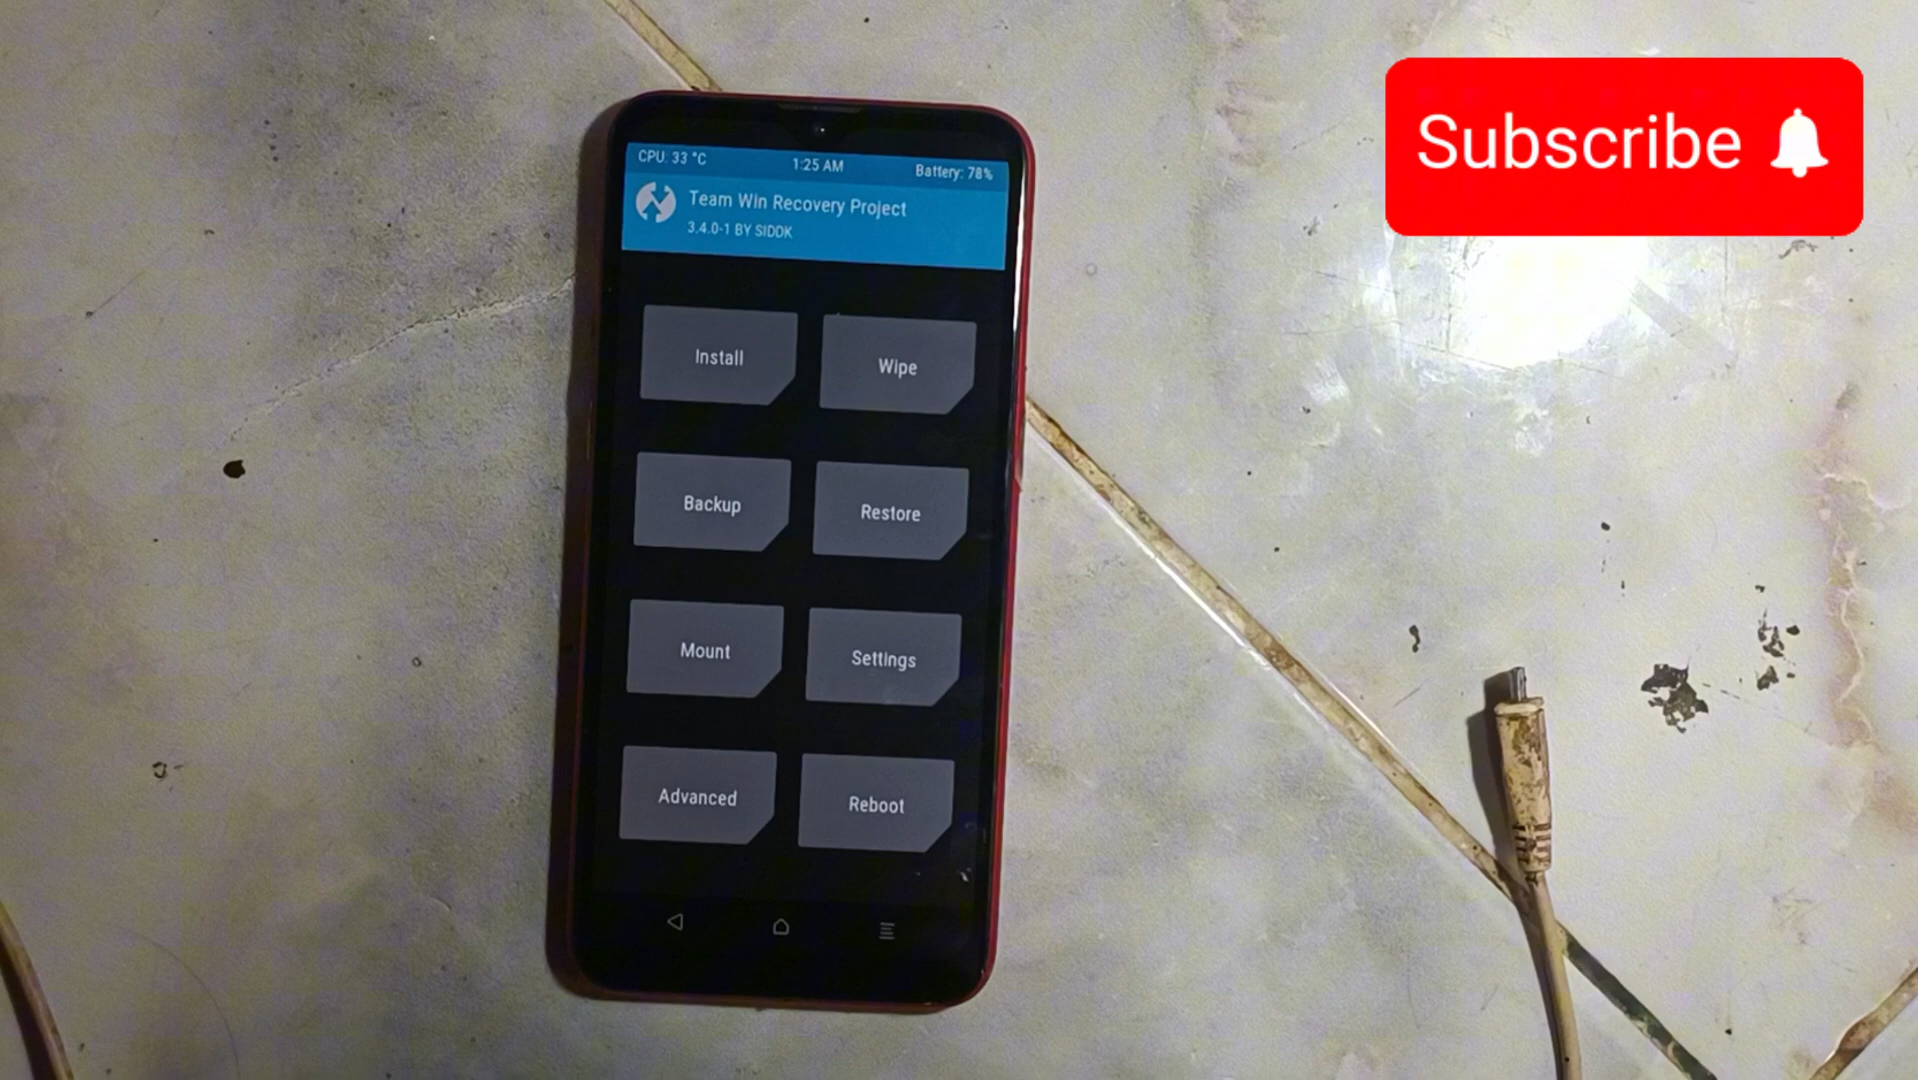 Subscribe
CPU: 33 °C 1:25 AM Battery: 78%
Team Win Recovery Project
3.4.0-1 BY SIDDK
Install Wipe
Backup Restore
Mount Settings
Advanced Reboot